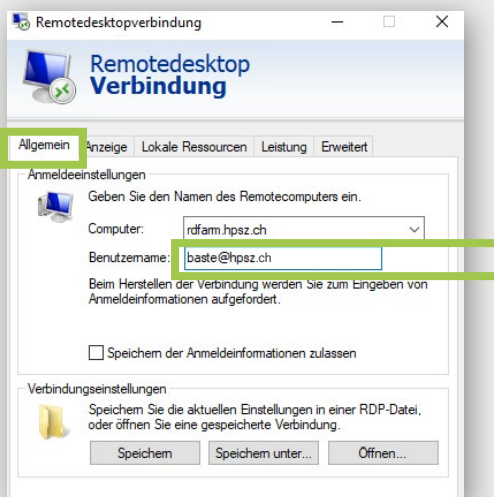 Remotedesktopverbindung
Remotedesktop
Verbindung
Allgemein Anzeige Lokale Ressourcen Leistung Erweitert
Anmeldeeinstellungen
Geben Sie den Namen des Remotecomputers ein.
Computer: rdfarm.hpsz.ch
Benutzername: baste@hpsz.ch
Beim Herstellen der Verbindung werden Sie zum Eingeben von
Anmeldeinformationen aufgefordert.
Speichern der Anmeldeinformationen zulassen
Verbindungseinstellungen
Speichern Sie die aktuellen Einstellungen in einer RDP-Datei,
oder öffnen Sie eine gespeicherte Verbindung.
Speichern Speichern unter... Öffnen...